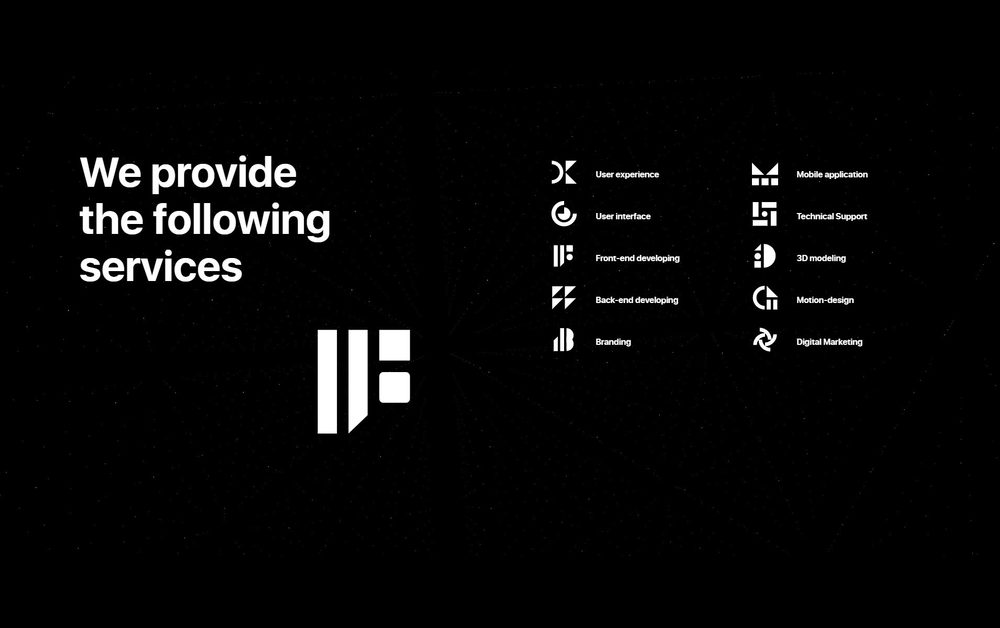 We provide
the following
services
User experience
User interface
Front-end developing
Back-end developing
Branding
Mobile application
Technical Support
3D modeling
Motion-design
Digital Marketing